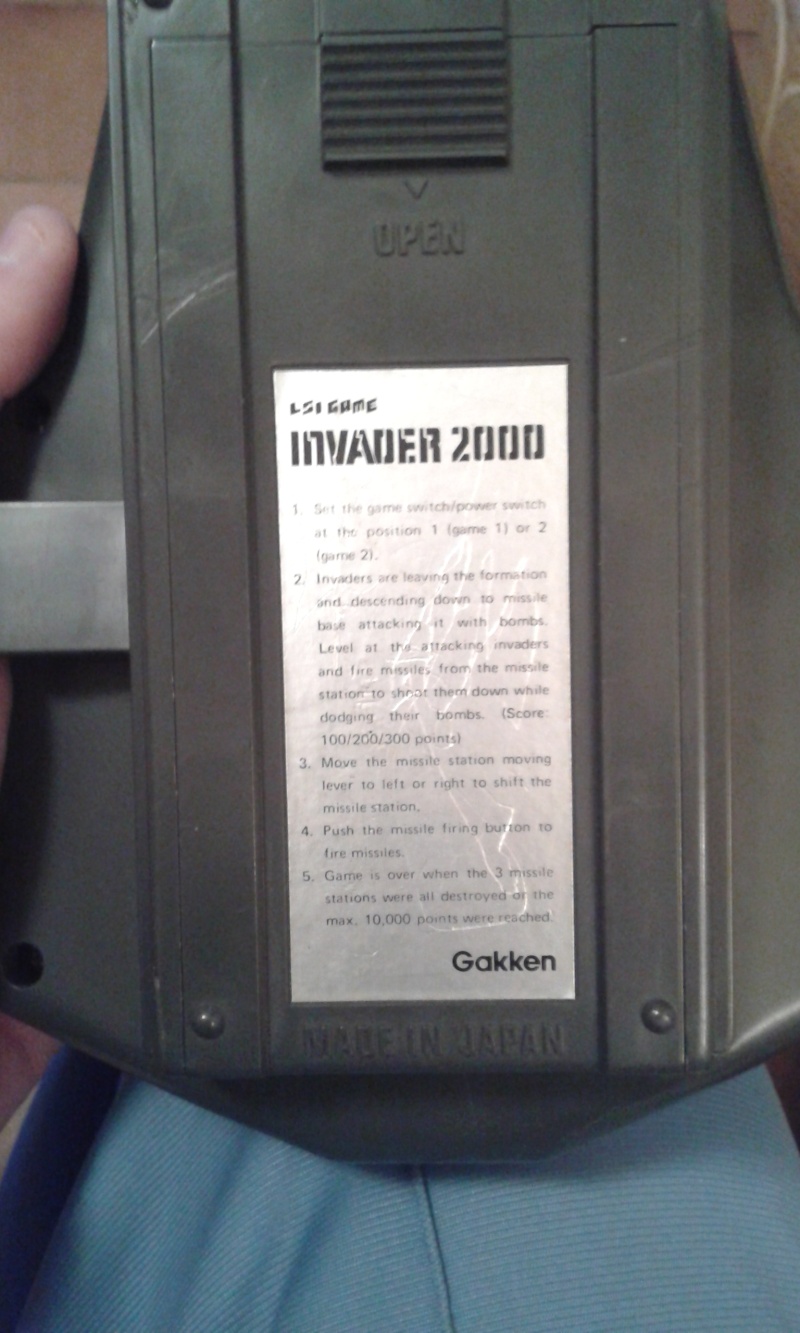 OPEN
LSI GAME
INVADER 2000
1. Set the game switch/power switch
at the position 1 (game 1) or 2
(game 2).
2. Invaders are leaving the formation
and descending down to missile
base attacking it with bombs.
Level at the attacking invaders
and fire missiles from the missile
station to shoot them down while
dodging their bombs. (Score:
100/200/300 points)
3. Move the missile station moving
lever to left or right to shift the
missile station.
4. Push the missile firing button to
fire missiles.
5. Game is over when the 3 missile
stations were all destroyed or the
max. 10,000 points were reached.
Gakken
MADE IN JAPAN